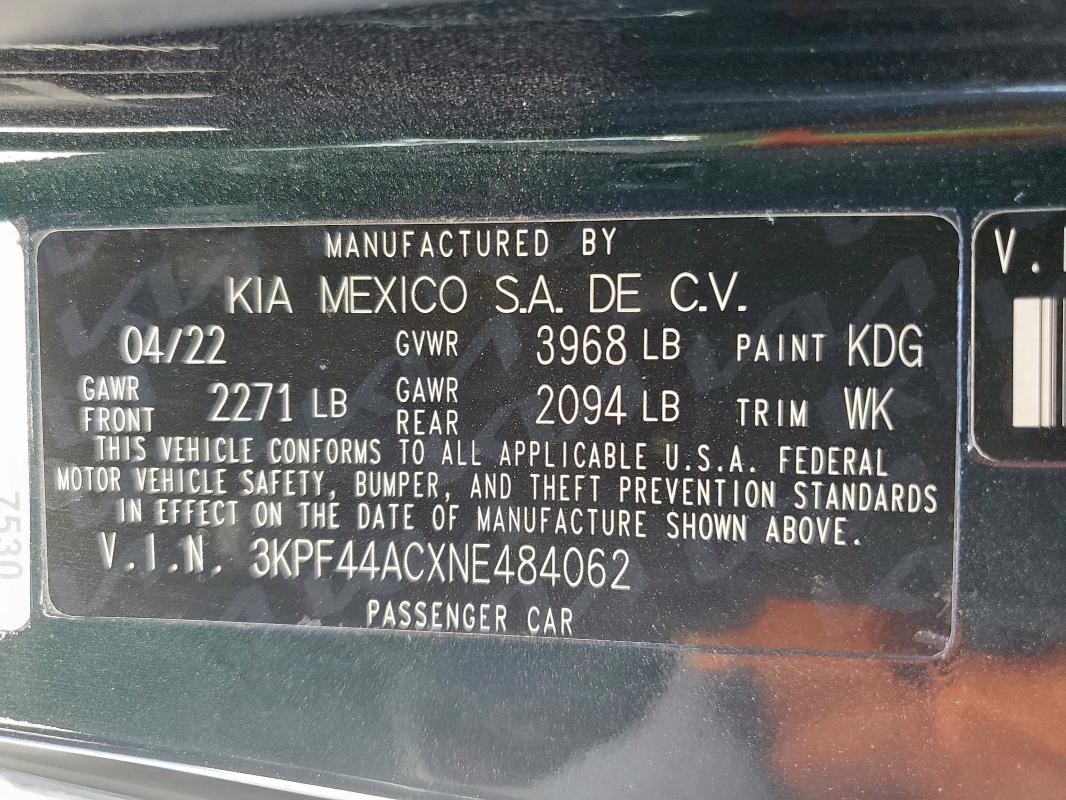 MANUFACTURED BY
KIA MEXICO S.A. DE C.V.
04/22 GVWR 3968 LB PAINT KDG
GAWR FRONT 2271 LB GAWR REAR 2094 LB TRIM WK
THIS VEHICLE CONFORMS TO ALL APPLICABLE U.S.A. FEDERAL
MOTOR VEHICLE SAFETY, BUMPER, AND THEFT PREVENTION STANDARDS
IN EFFECT ON THE DATE OF MANUFACTURE SHOWN ABOVE.
V.I.N. 3KPF44ACXNE484062
PASSENGER CAR
V.
7530